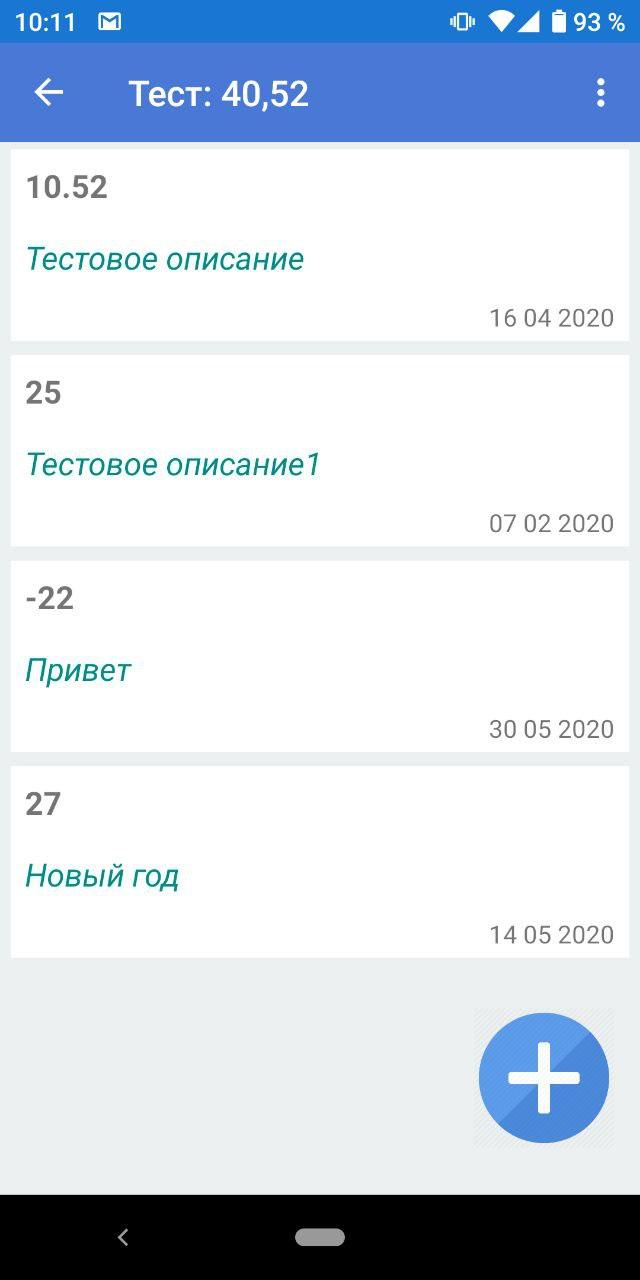 10:11 93 %
Тест: 40,52
10.52
Тестовое описание
16 04 2020
25
Тестовое описание1
07 02 2020
-22
Привет
30 05 2020
27
Новый год
14 05 2020